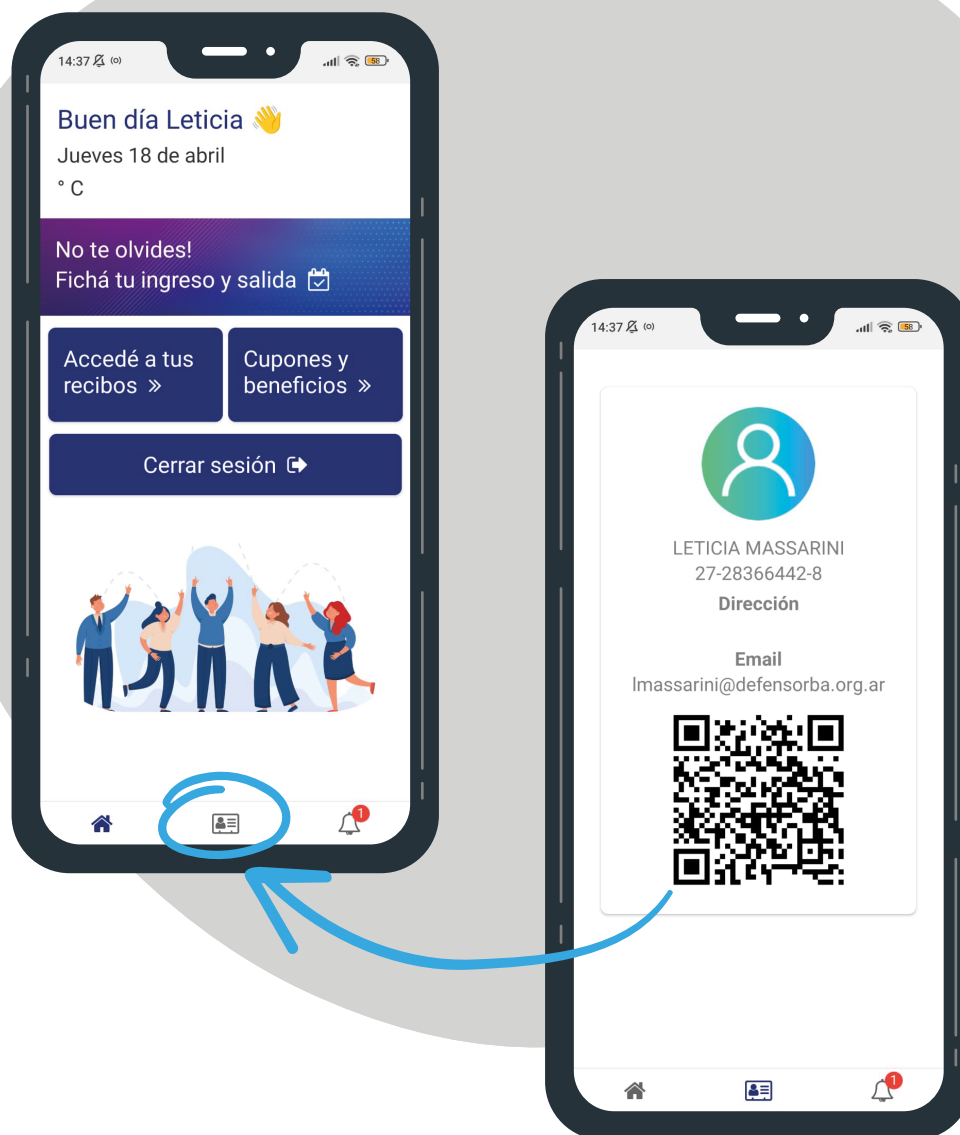 14:37
58
Buen día Leticia 👋
Jueves 18 de abril
° C
No te olvides!
Fichá tu ingreso y salida
Accedé a tus
recibos »
Cupones y
beneficios »
Cerrar sesión
1
14:37
58
LETICIA MASSARINI
27-28366442-8
Dirección
Email
lmassarini@defensorba.org.ar
1